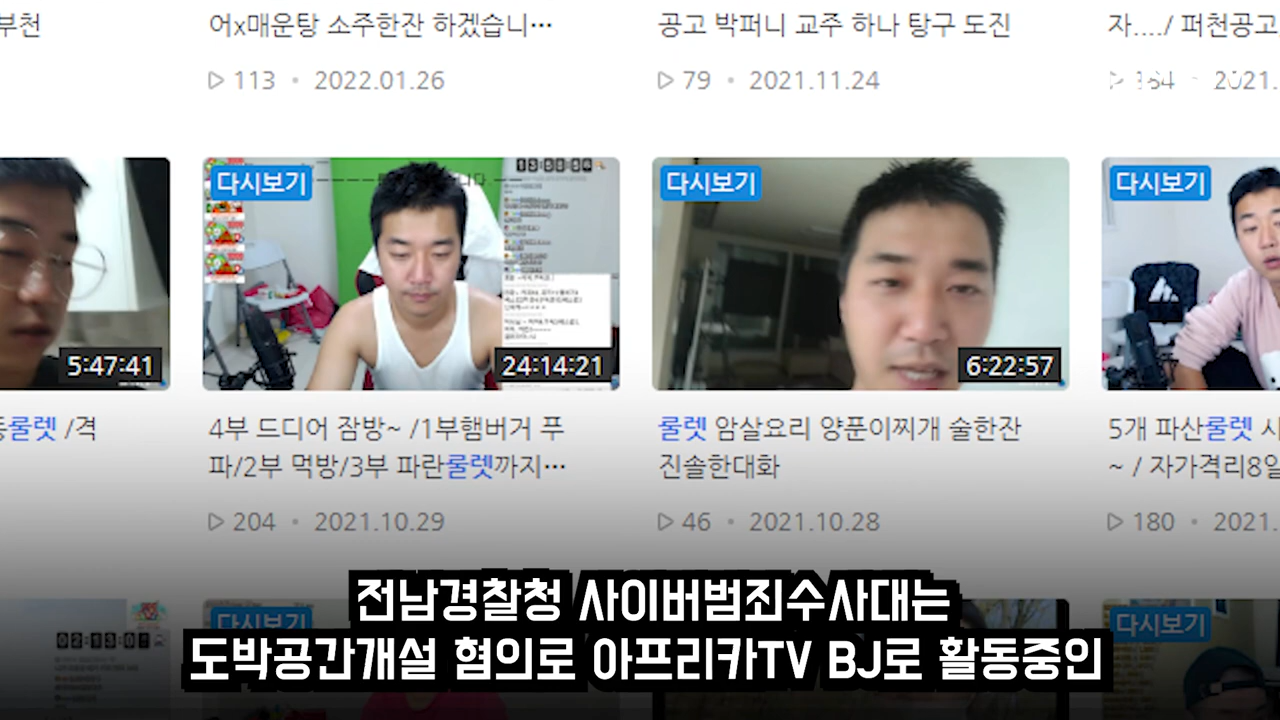 부천
어x매운탕 소주한잔 하겠습니…
공고 박퍼니 교주 하나 탕구 도진
자..../ 퍼천공고
113 • 2022.01.26
79 • 2021.11.24
184 • 2021.
다시보기
다시보기
다시보기
5:47:41
24:14:21
6:22:57
룰렛 /격
4부 드디어 잠방~ /1부햄버거 푸
파/2부 먹방/3부 파란룰렛까지…
룰렛 암살요리 양푼이찌개 술한잔
진솔한대화
5개 파산룰렛 시
~ / 자가격리8일
204 • 2021.10.29
46 • 2021.10.28
180 • 2021.
다시보기
다시보기
전남경찰청 사이버범죄수사대는
도박공간개설 혐의로 아프리카TV BJ로 활동중인